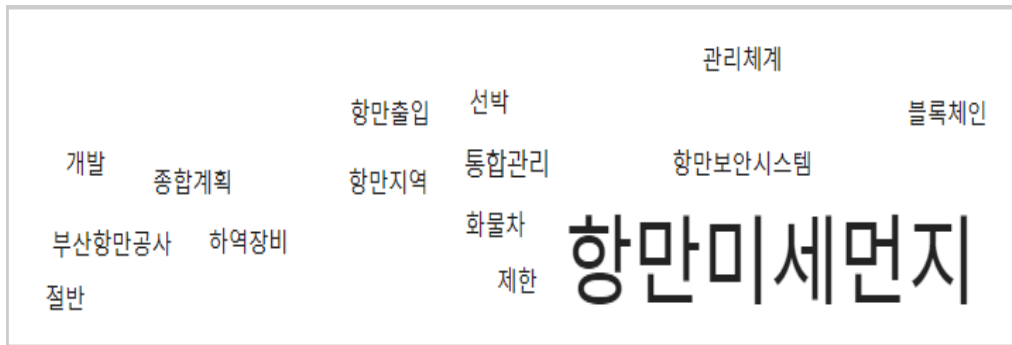 관리체계
선박
항만출입
블록체인
개발
통합관리
항만보안시스템
종합계획
항만지역
화물차
부산항만공사
하역장비
항만미세먼지
제한
절반